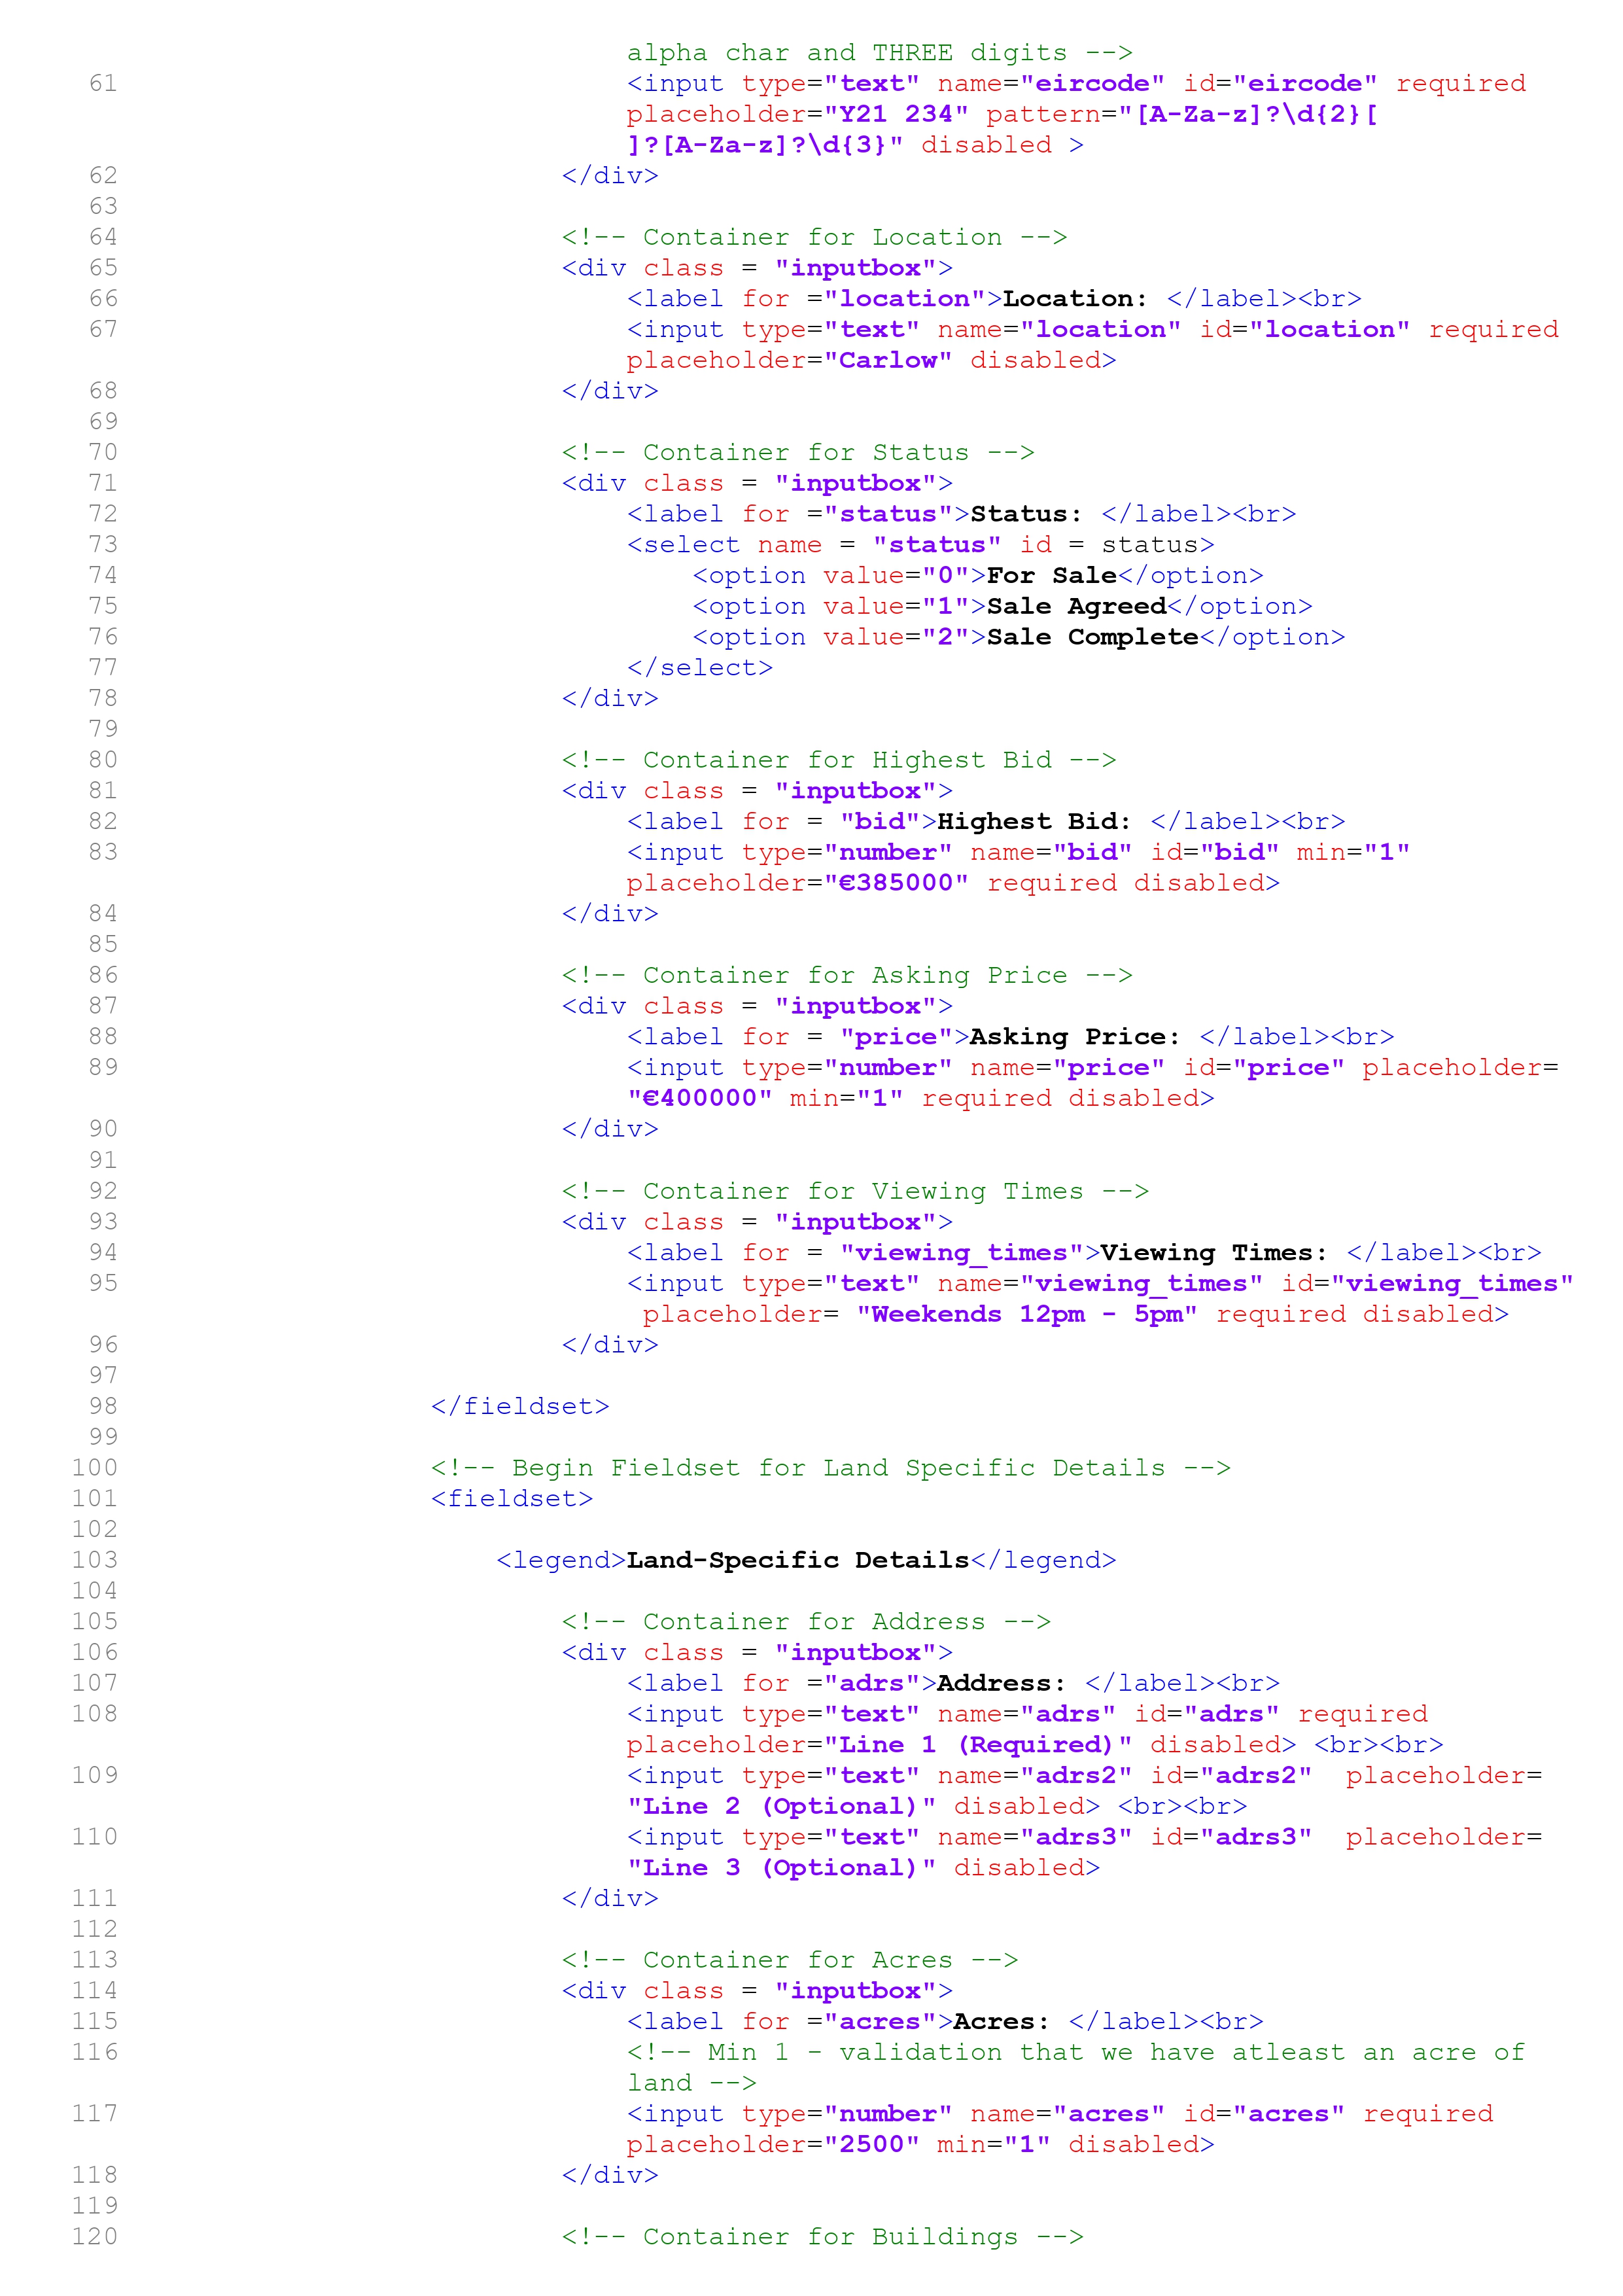 alpha char and THREE digits -->
61 <input type="text" name="eircode" id="eircode" required
placeholder="Y21 234" pattern="[A-Za-z]?\d{2}[
]?[A-Za-z]?\d{3}" disabled >
62 </div>
63
64 <!-- Container for Location -->
65 <div class = "inputbox">
66 <label for ="location">Location: </label><br>
67 <input type="text" name="location" id="location" required
placeholder="Carlow" disabled>
68 </div>
69
70 <!-- Container for Status -->
71 <div class = "inputbox">
72 <label for ="status">Status: </label><br>
73 <select name = "status" id = status>
74 <option value="0">For Sale</option>
75 <option value="1">Sale Agreed</option>
76 <option value="2">Sale Complete</option>
77 </select>
78 </div>
79
80 <!-- Container for Highest Bid -->
81 <div class = "inputbox">
82 <label for = "bid">Highest Bid: </label><br>
83 <input type="number" name="bid" id="bid" min="1"
placeholder="€385000" required disabled>
84 </div>
85
86 <!-- Container for Asking Price -->
87 <div class = "inputbox">
88 <label for = "price">Asking Price: </label><br>
89 <input type="number" name="price" id="price" placeholder=
"€400000" min="1" required disabled>
90 </div>
91
92 <!-- Container for Viewing Times -->
93 <div class = "inputbox">
94 <label for = "viewing_times">Viewing Times: </label><br>
95 <input type="text" name="viewing_times" id="viewing_times"
placeholder= "Weekends 12pm - 5pm" required disabled>
96 </div>
97
98 </fieldset>
99
100 <!-- Begin Fieldset for Land Specific Details -->
101 <fieldset>
102
103 <legend>Land-Specific Details</legend>
104
105 <!-- Container for Address -->
106 <div class = "inputbox">
107 <label for ="adrs">Address: </label><br>
108 <input type="text" name="adrs" id="adrs" required
placeholder="Line 1 (Required)" disabled> <br><br>
109 <input type="text" name="adrs2" id="adrs2"  placeholder=
"Line 2 (Optional)" disabled> <br><br>
110 <input type="text" name="adrs3" id="adrs3"  placeholder=
"Line 3 (Optional)" disabled>
111 </div>
112
113 <!-- Container for Acres -->
114 <div class = "inputbox">
115 <label for ="acres">Acres: </label><br>
116 <!-- Min 1 - validation that we have atleast an acre of
land -->
117 <input type="number" name="acres" id="acres" required
placeholder="2500" min="1" disabled>
118 </div>
119
120 <!-- Container for Buildings -->